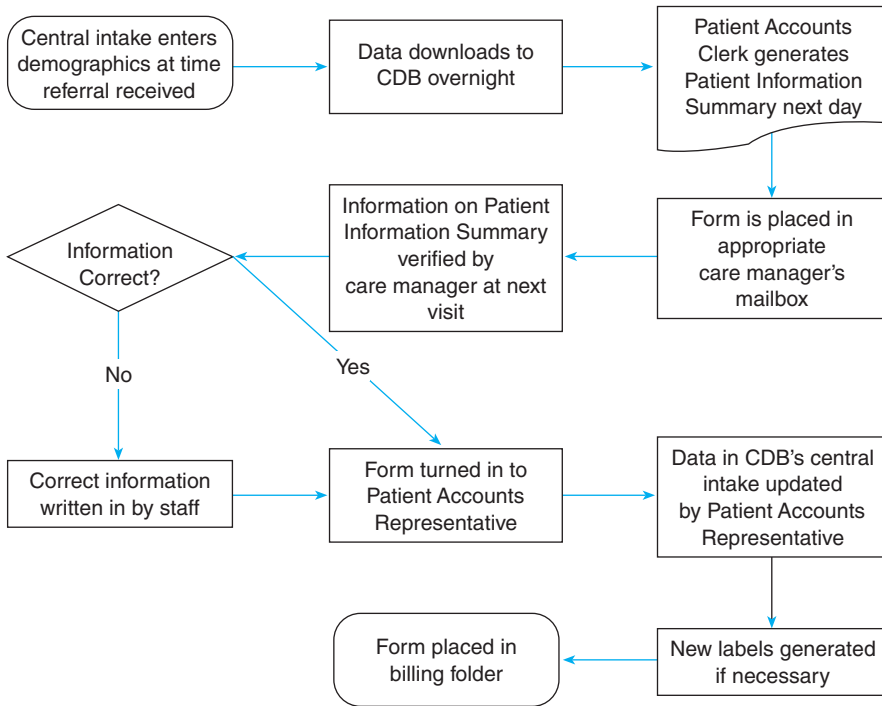 Central intake enters
demographics at time
referral received
Data downloads to
CDB overnight
Patient Accounts
Clerk generates
Patient Information
Summary next day
Form is placed in
appropriate
care manager's
mailbox
Information on Patient
Information Summary
verified by
care manager at next
visit
Information
Correct?
No
Yes
Correct information
written in by staff
Form turned in to
Patient Accounts
Representative
Data in CDB's central
intake updated
by Patient Accounts
Representative
New labels generated
if necessary
Form placed in
billing folder